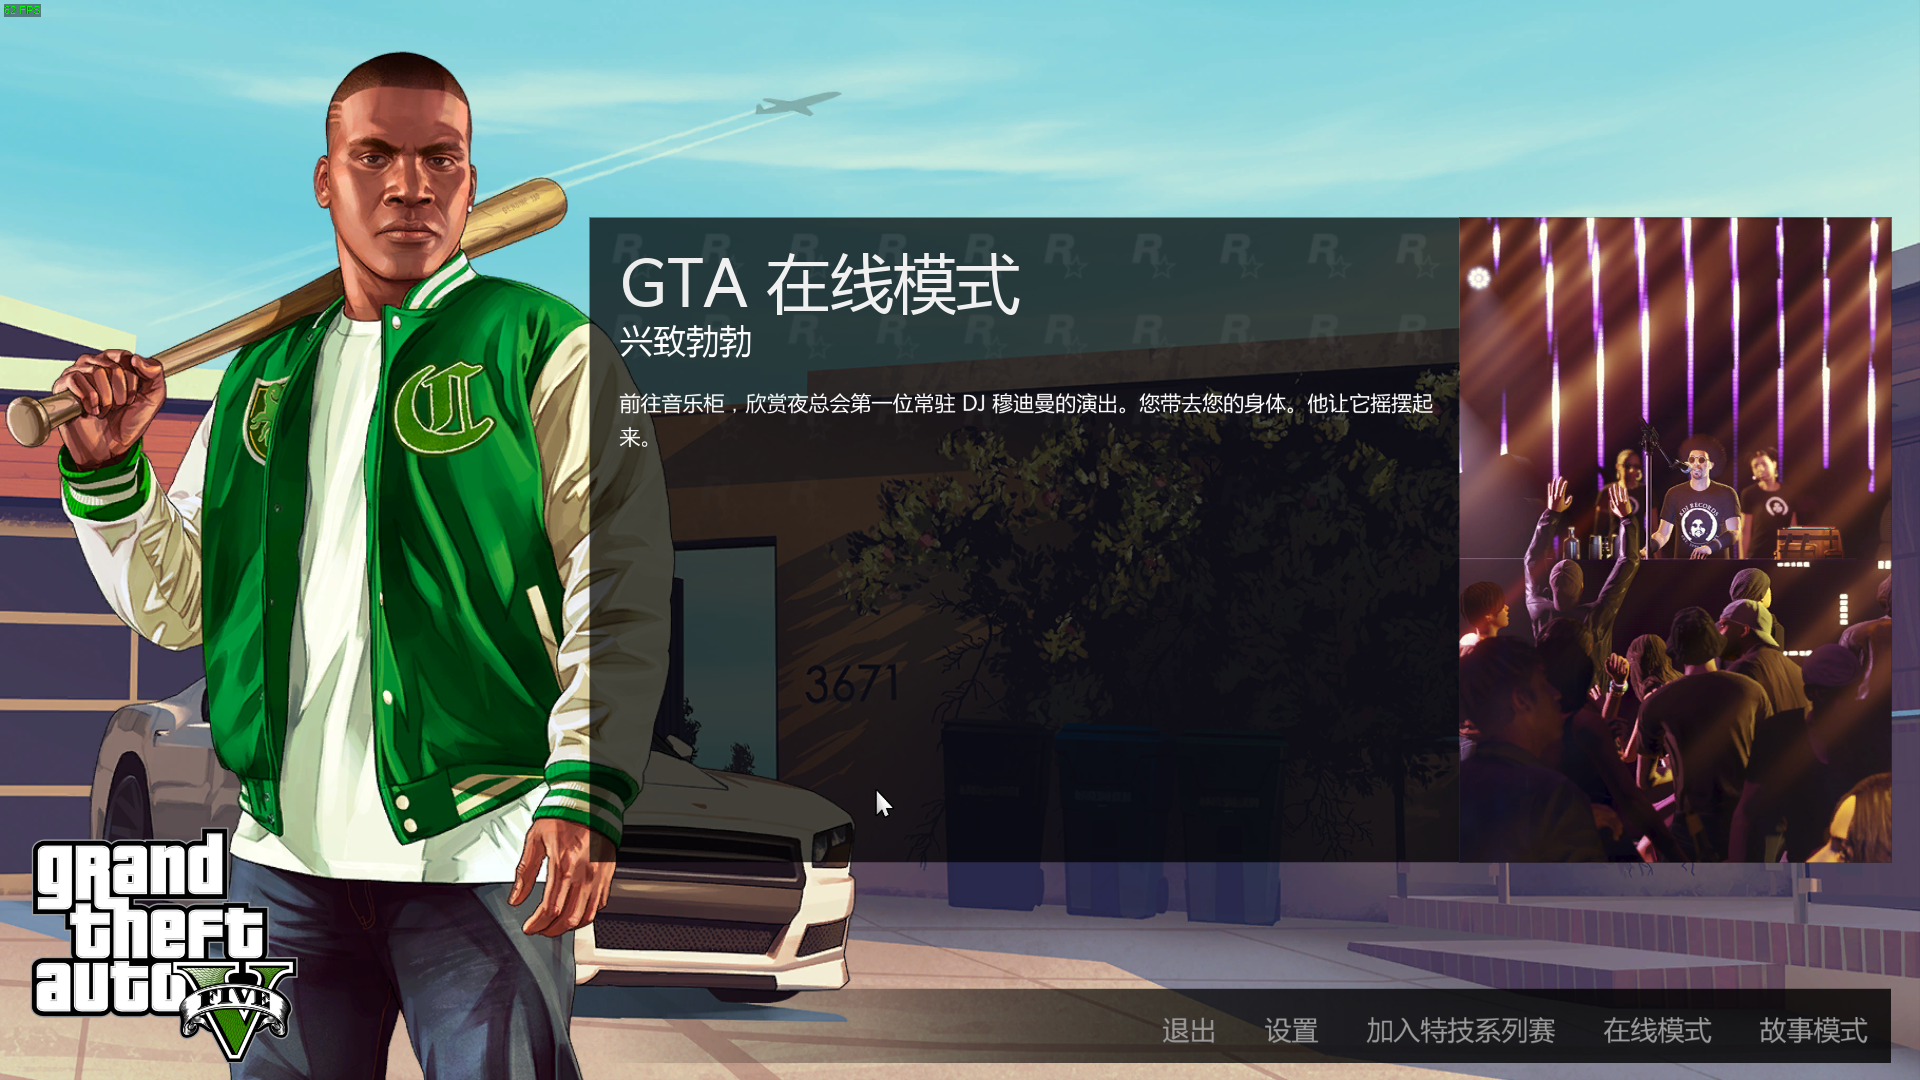 GTA 在线模式
兴致勃勃
前往音乐柜，欣赏夜总会第一位常驻 DJ 穆迪曼的演出。您带去您的身体。他让它摇摆起
来。
3671
grand
theft
auto
FIVE
退出 设置 加入特技系列赛 在线模式 故事模式